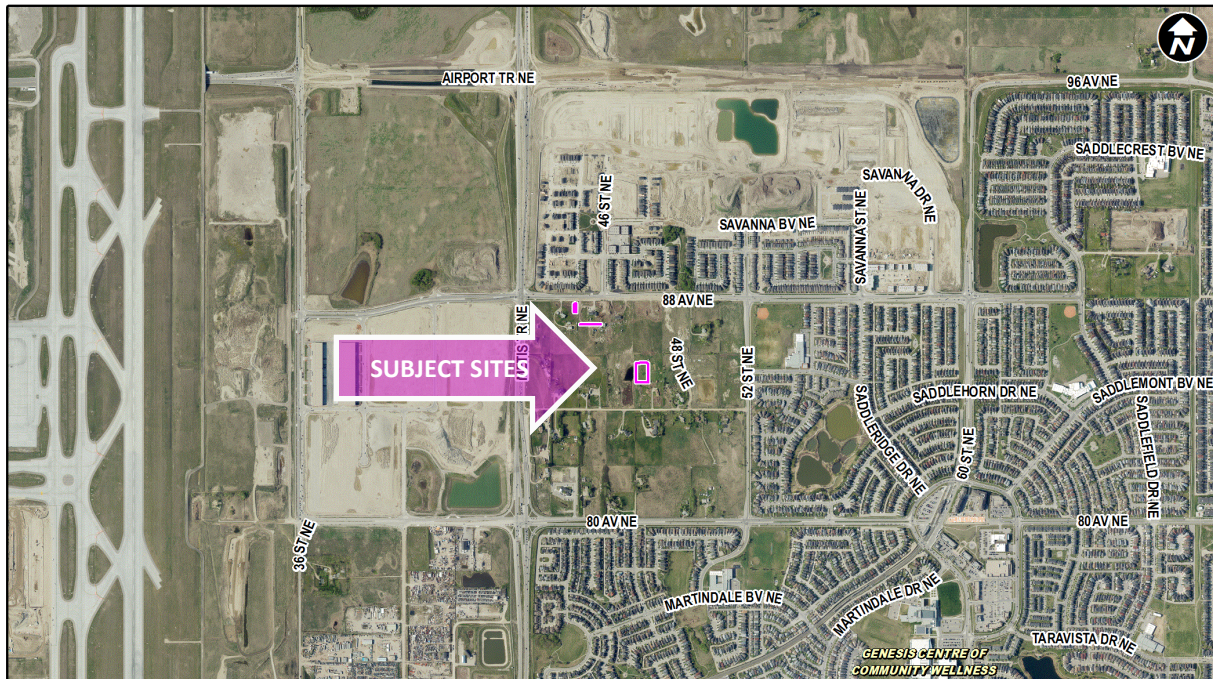 N
AIRPORT TR NE
96 AV NE
SADDLECREST BV NE
SAVANNA DR NE
46 ST NE
SAVANNA BV NE
SAVANNA ST NE
88 AV NE
SUBJECT SITES
48 ST NE
52 ST NE
SADDLEHORN DR NE
SADDLEMONT BV NE
SADDLERIDGE DR NE
60 ST NE
SADDLEFIELD DR NE
36 ST NE
80 AV NE
80 AV NE
MARTINDALE BV NE
MARTINDALE DR NE
TARAVISTA DR NE
GENESIS CENTRE OF
COMMUNITY WELLNESS